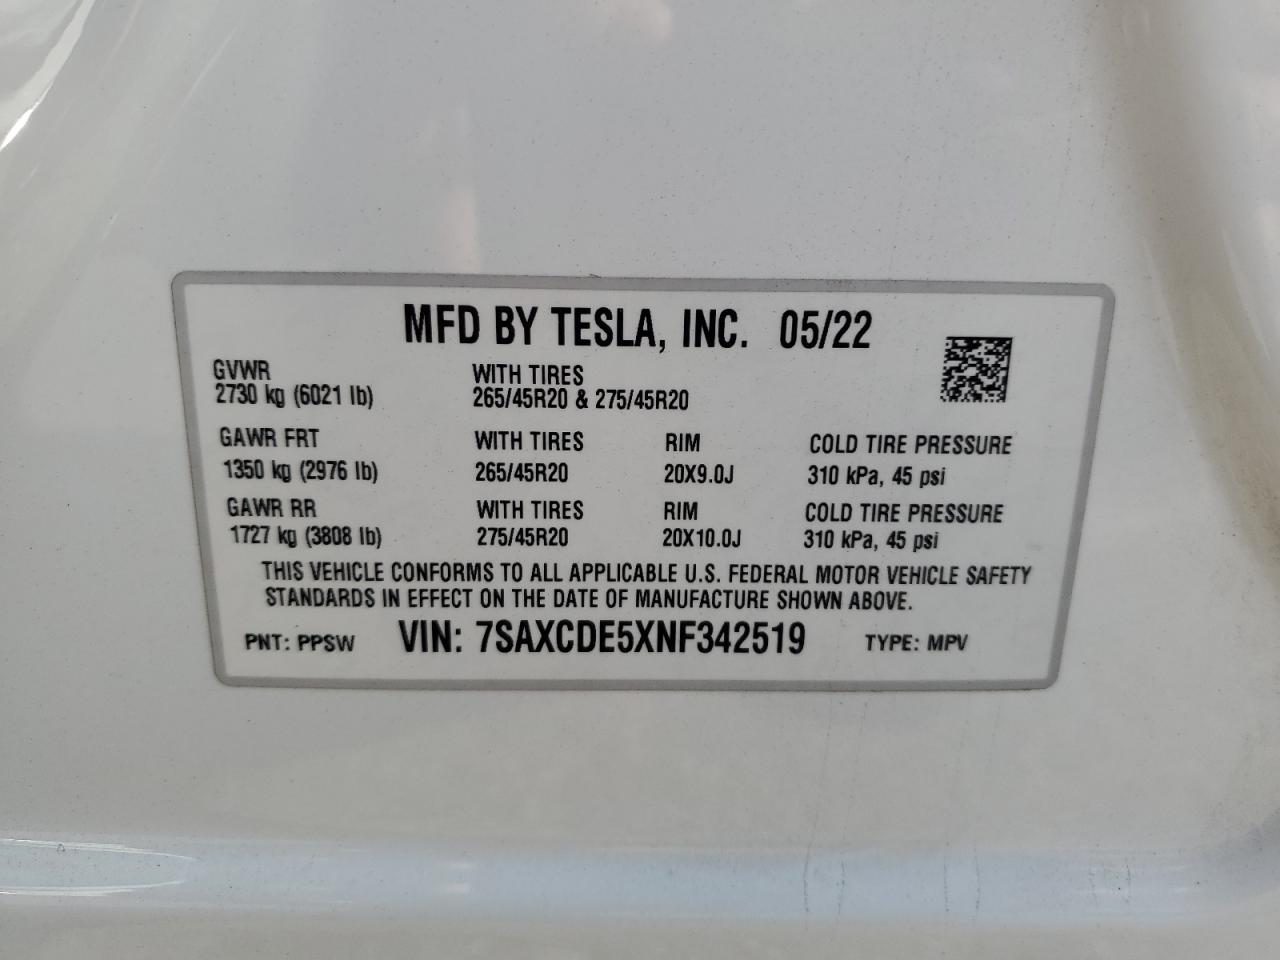 MFD BY TESLA, INC. 05/22
GVWR WITH TIRES
2730 kg (6021 lb) 265/45R20 & 275/45R20
GAWR FRT WITH TIRES RIM COLD TIRE PRESSURE
1350 kg (2976 lb) 265/45R20 20X9.0J 310 kPa, 45 psi
GAWR RR WITH TIRES RIM COLD TIRE PRESSURE
1727 kg (3808 lb) 275/45R20 20X10.0J 310 kPa, 45 psi
THIS VEHICLE CONFORMS TO ALL APPLICABLE U.S. FEDERAL MOTOR VEHICLE SAFETY
STANDARDS IN EFFECT ON THE DATE OF MANUFACTURE SHOWN ABOVE.
PNT: PPSW VIN: 7SAXCDE5XNF342519 TYPE: MPV